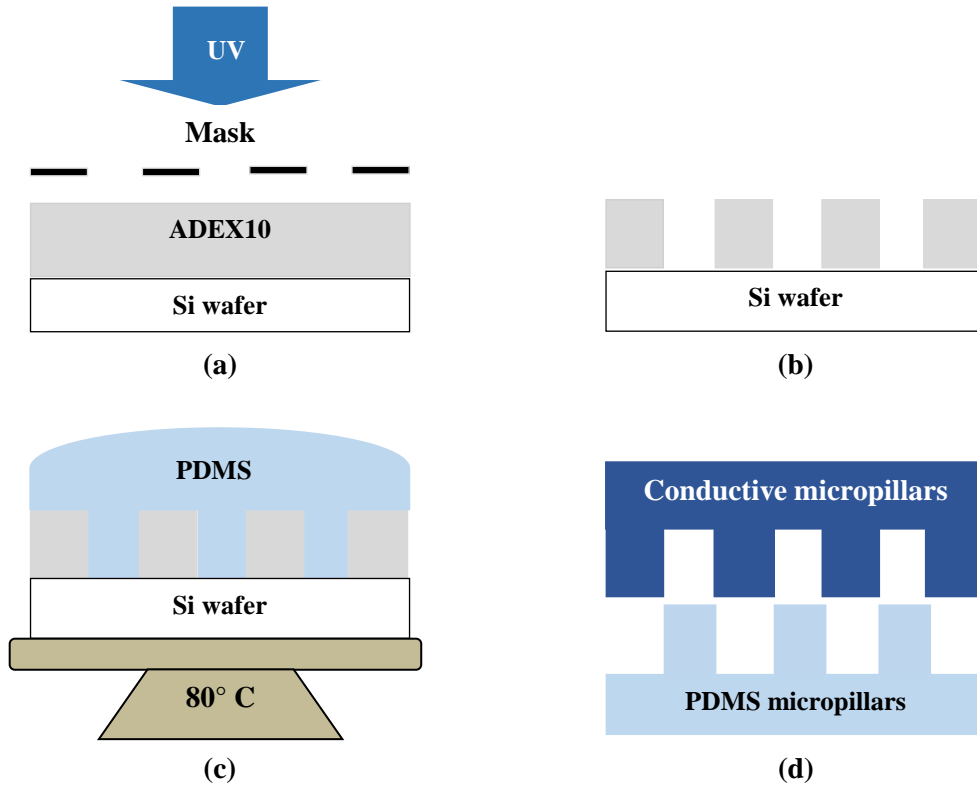 UV
Mask
ADEX10
Si wafer
(a)
Si wafer
(b)
PDMS
Si wafer
80° C
(c)
Conductive micropillars
PDMS micropillars
(d)